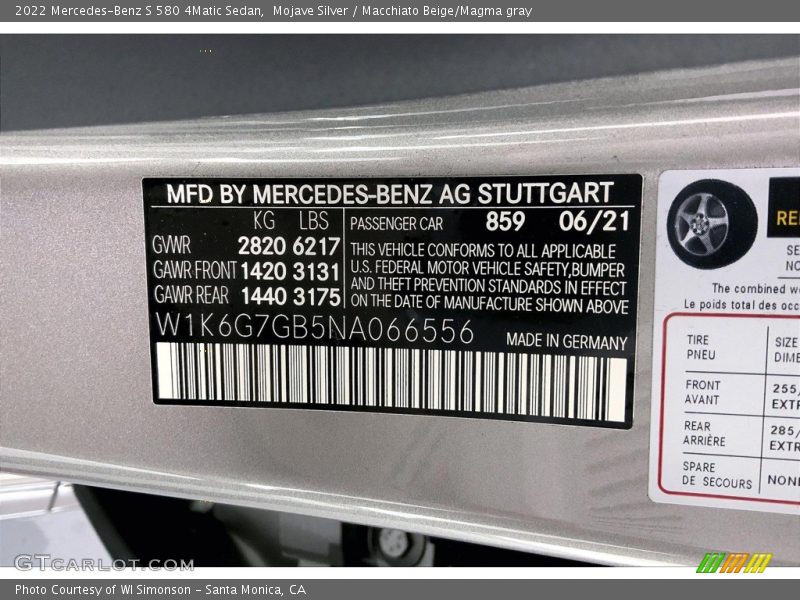 2022 Mercedes-Benz S 580 4Matic Sedan,  Mojave Silver / Macchiato Beige/Magma gray
MFD BY MERCEDES-BENZ AG STUTTGART
KG LBS
GVWR 2820 6217
GAWR FRONT 1420 3131
GAWR REAR 1440 3175
PASSENGER CAR 859 06/21
THIS VEHICLE CONFORMS TO ALL APPLICABLE
U.S. FEDERAL MOTOR VEHICLE SAFETY,BUMPER
AND THEFT PREVENTION STANDARDS IN EFFECT
ON THE DATE OF MANUFACTURE SHOWN ABOVE
W1K6G7GB5NA066556
MADE IN GERMANY
The combined
Le poids total des
TIRE SIZE
PNEU
FRONT 255/
AVANT
REAR 285/
ARRIÈRE
SPARE
DE SECOURS
GTCARLOT.COM
Photo Courtesy of WI Simonson - Santa Monica, CA